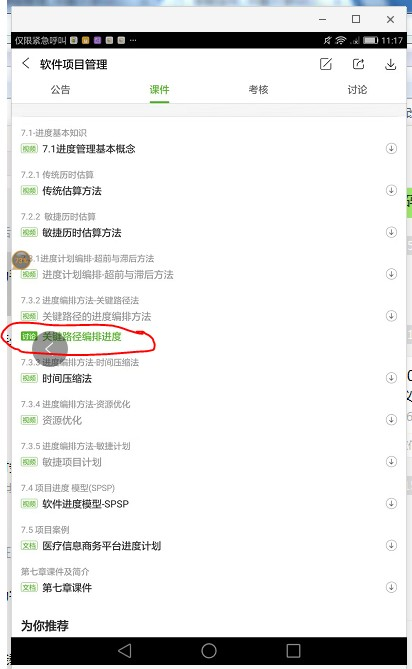 仅限紧急呼叫
11:17
软件项目管理
公告 课件 考核 讨论
7.1-进度基本知识
视频 7.1进度管理基本概念
7.2.1 传统历时估算
视频 传统估算方法
7.2.2 敏捷历时估算
视频 敏捷历时估算方法
.1进度计划编排-超前与滞后方法
视频 进度计划编排-超前与滞后方法
7.3.2 进度编排方法-关键路径法
视频 关键路径的进度编排方法
讨论 关键路径编排进度
7.3.3 进度编排方法-时间压缩法
视频 时间压缩法
7.3.4 进度编排方法-资源优化
视频 资源优化
7.3.5 进度编排方法-敏捷计划
视频 敏捷项目计划
7.4 项目进度 模型(SPSP)
视频 软件进度模型-SPSP
7.5 项目案例
文档 医疗信息商务平台进度计划
第七章课件及简介
文档 第七章课件
为你推荐